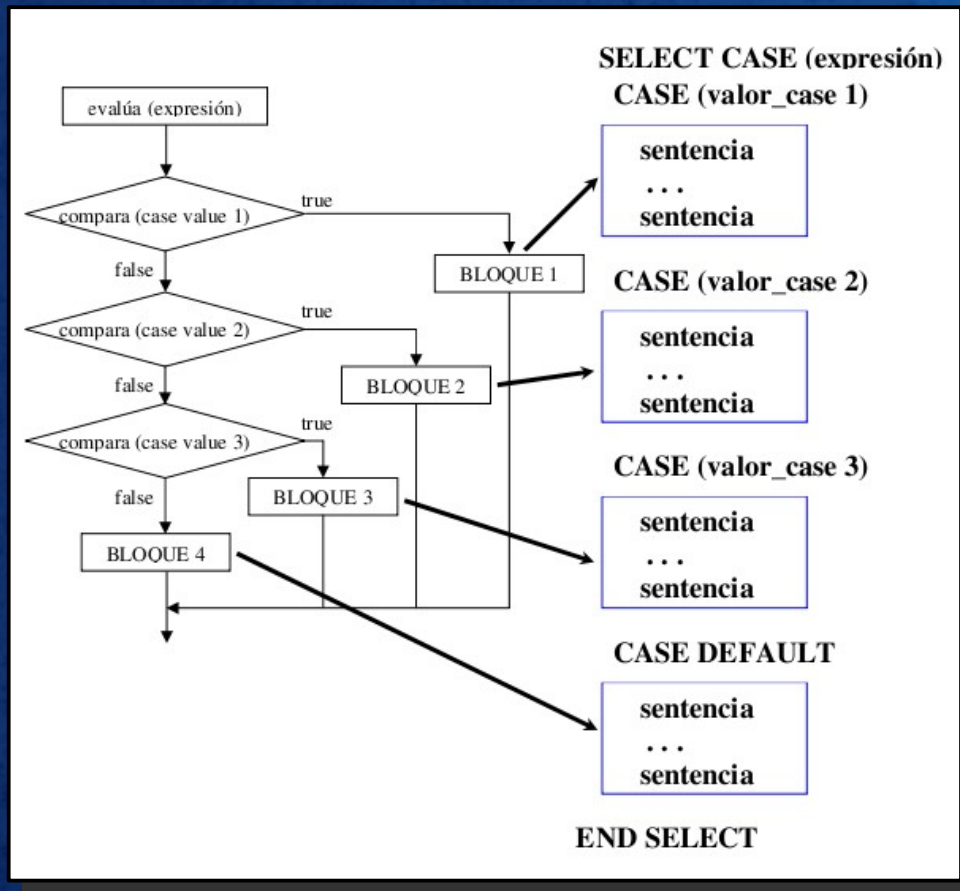 evalúa (expresión)
compara (case value 1)
true
false
BLOQUE 1
compara (case value 2)
true
false
BLOQUE 2
compara (case value 3)
true
false
BLOQUE 3
BLOQUE 4
SELECT CASE (expresión)
CASE (valor_case 1)
sentencia
. . .
sentencia
CASE (valor_case 2)
sentencia
. . .
sentencia
CASE (valor_case 3)
sentencia
. . .
sentencia
CASE DEFAULT
sentencia
. . .
sentencia
END SELECT